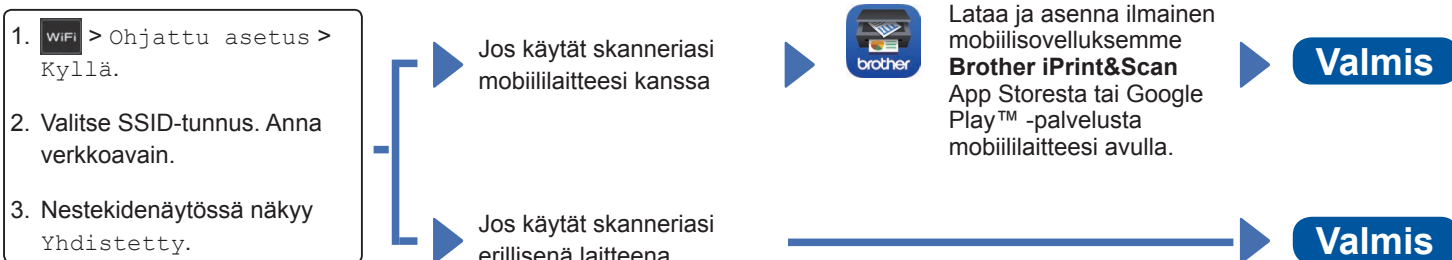 1. WiFi > Ohjattu asetus >
Kyllä.
2. Valitse SSID-tunnus. Anna
verkkoavain.
3. Nestekidenäytössä näkyy
Yhdistetty.
Jos käytät skanneriasi
mobiililaitteesi kanssa
brother
Lataa ja asenna ilmainen
mobiilisovelluksemme
Brother iPrint&Scan
App Storesta tai Google
Play™ -palvelusta
mobiililaitteesi avulla.
Valmis
Jos käytät skanneriasi
erillisenä laitteena
Valmis